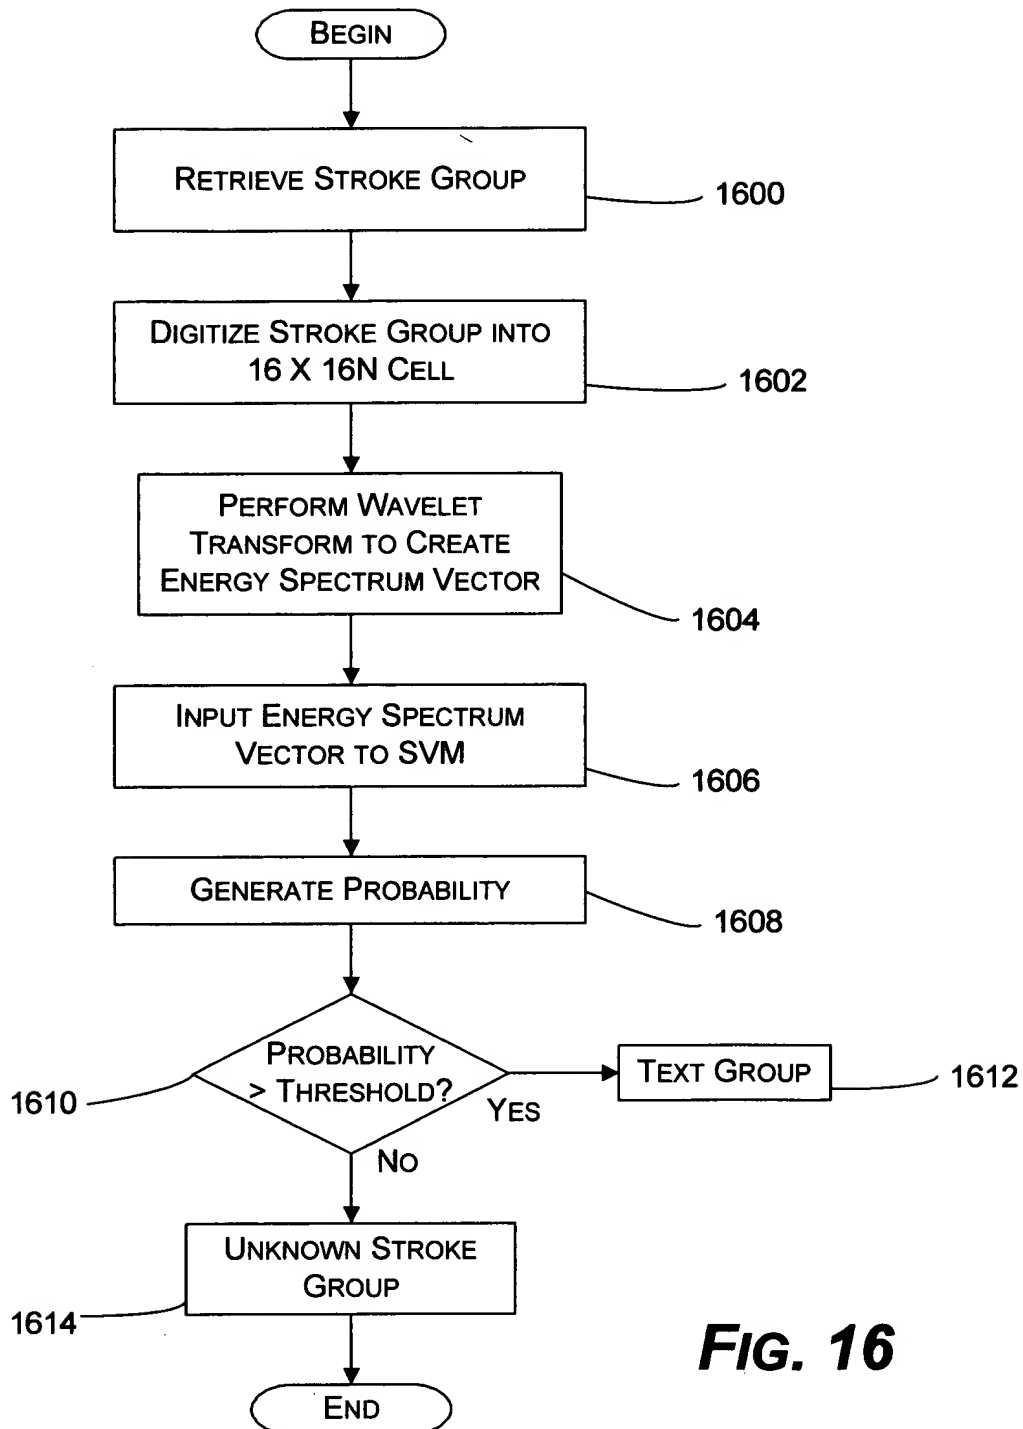 BEGIN
RETRIEVE STROKE GROUP
1600
DIGITIZE STROKE GROUP INTO
16 X 16N CELL
1602
PERFORM WAVELET
TRANSFORM TO CREATE
ENERGY SPECTRUM VECTOR
1604
INPUT ENERGY SPECTRUM
VECTOR TO SVM
1606
GENERATE PROBABILITY
1608
PROBABILITY
> THRESHOLD?
1610
YES
TEXT GROUP
1612
NO
UNKNOWN STROKE
GROUP
1614
END
FIG. 16